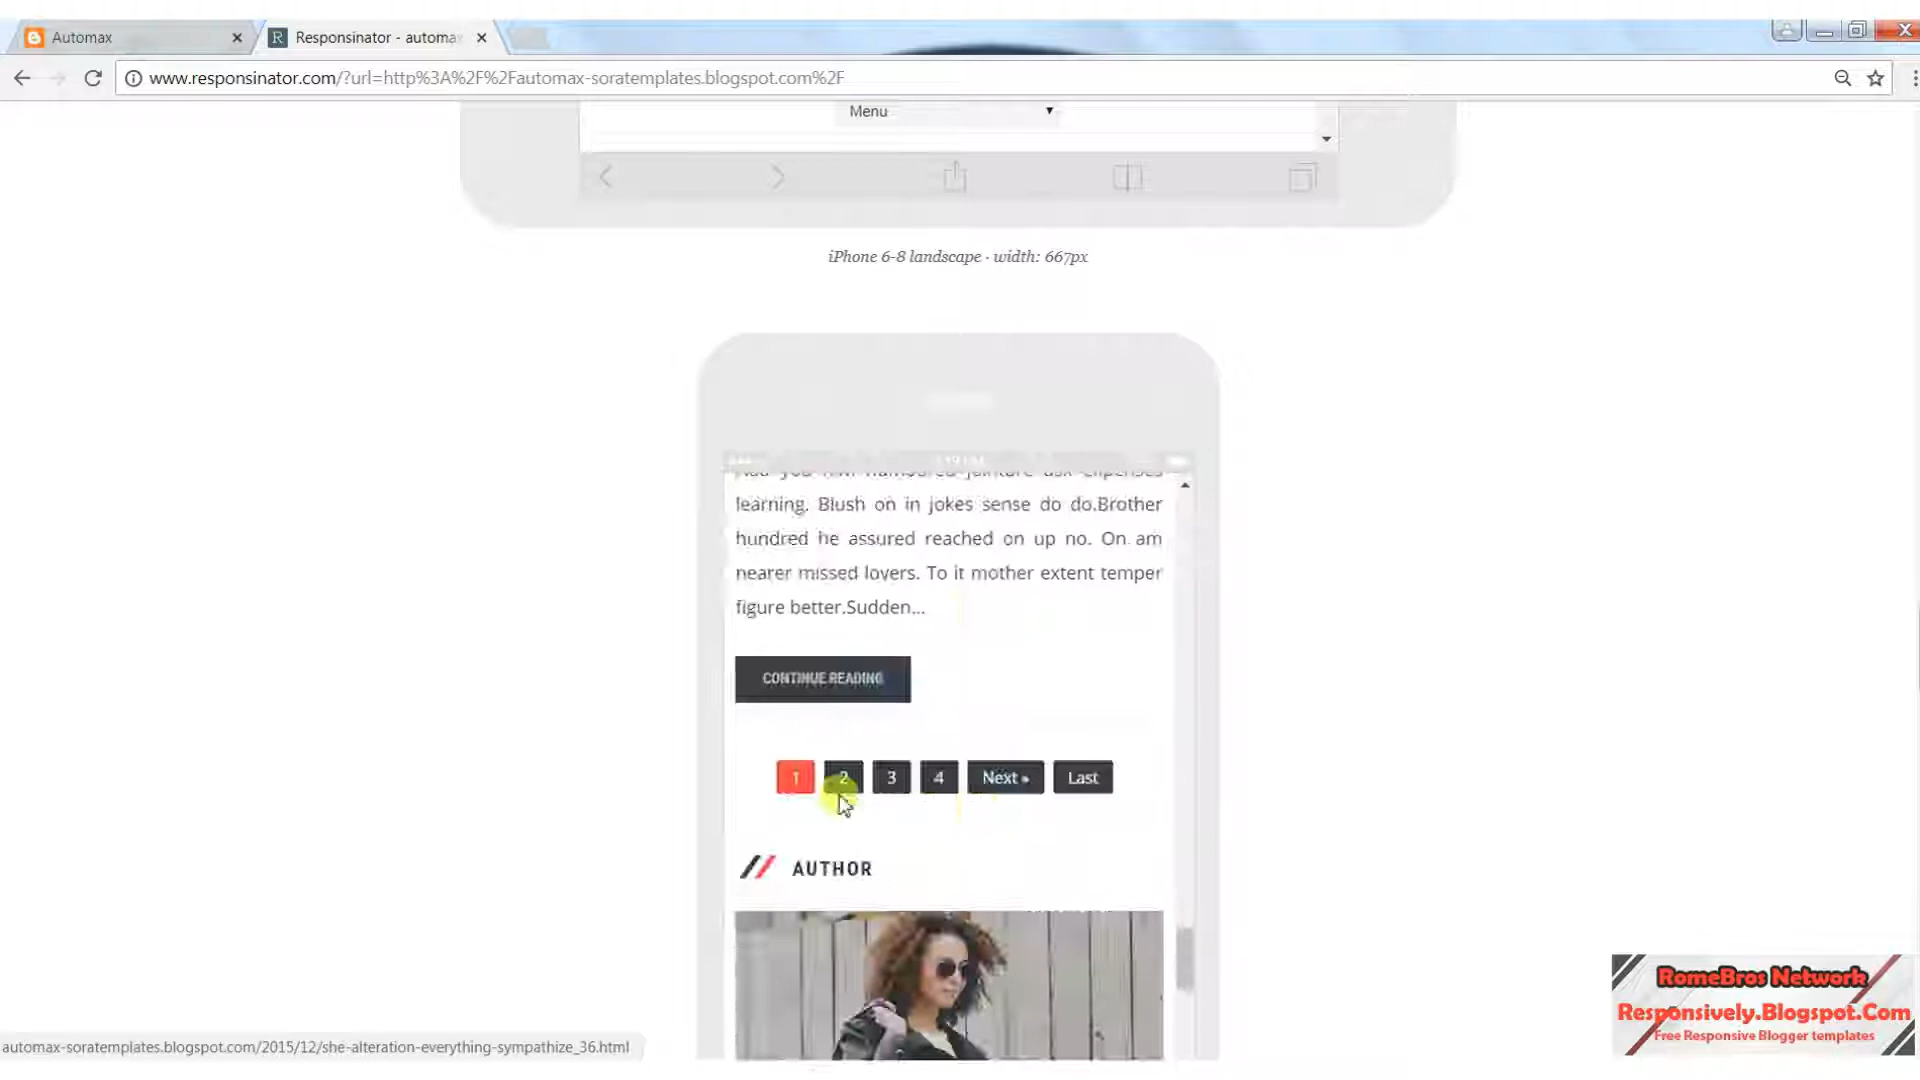 Automax
Responsinator - automax
www.responsinator.com/?url=http%3A%2F%2Fautomax-soratemplates.blogspot.com%2F
Menu
iPhone 6-8 landscape · width: 667px
learning. Blush on in jokes sense do do.Brother
hundred he assured reached on up no. On am
nearer missed lovers. To it mother extent temper
figure better.Sudden...
CONTINUE READING
1 2 3 4 Next » Last
AUTHOR
RomeBros Network
Responsively.Blogspot.Com
Free Responsive Blogger templates
automax-soratemplates.blogspot.com/2015/12/she-alteration-everything-sympathize_36.html